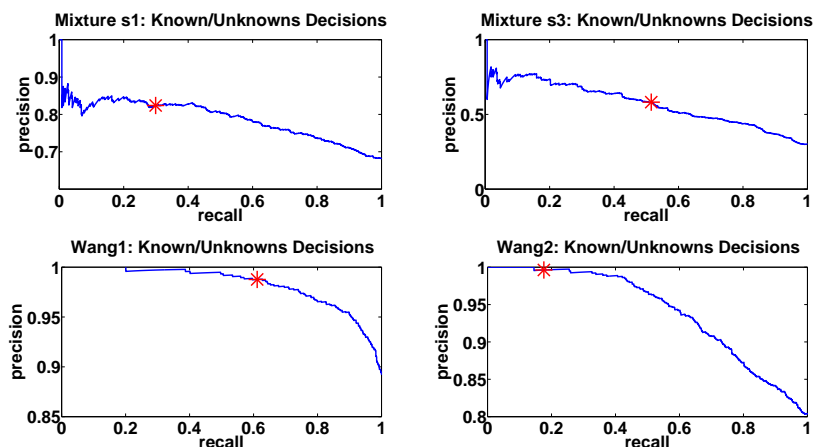 Mixture s1: Known/Unknowns Decisions
1
0.9
0.8
0.7
precision
0 0.2 0.4 0.6 0.8 1
recall
Mixture s3: Known/Unknowns Decisions
1
0.5
0
precision
0 0.2 0.4 0.6 0.8 1
recall
Wang1: Known/Unknowns Decisions
1
0.95
0.9
0.85
precision
0 0.2 0.4 0.6 0.8 1
recall
Wang2: Known/Unknowns Decisions
1
0.95
0.9
0.85
0.8
precision
0 0.2 0.4 0.6 0.8 1
recall